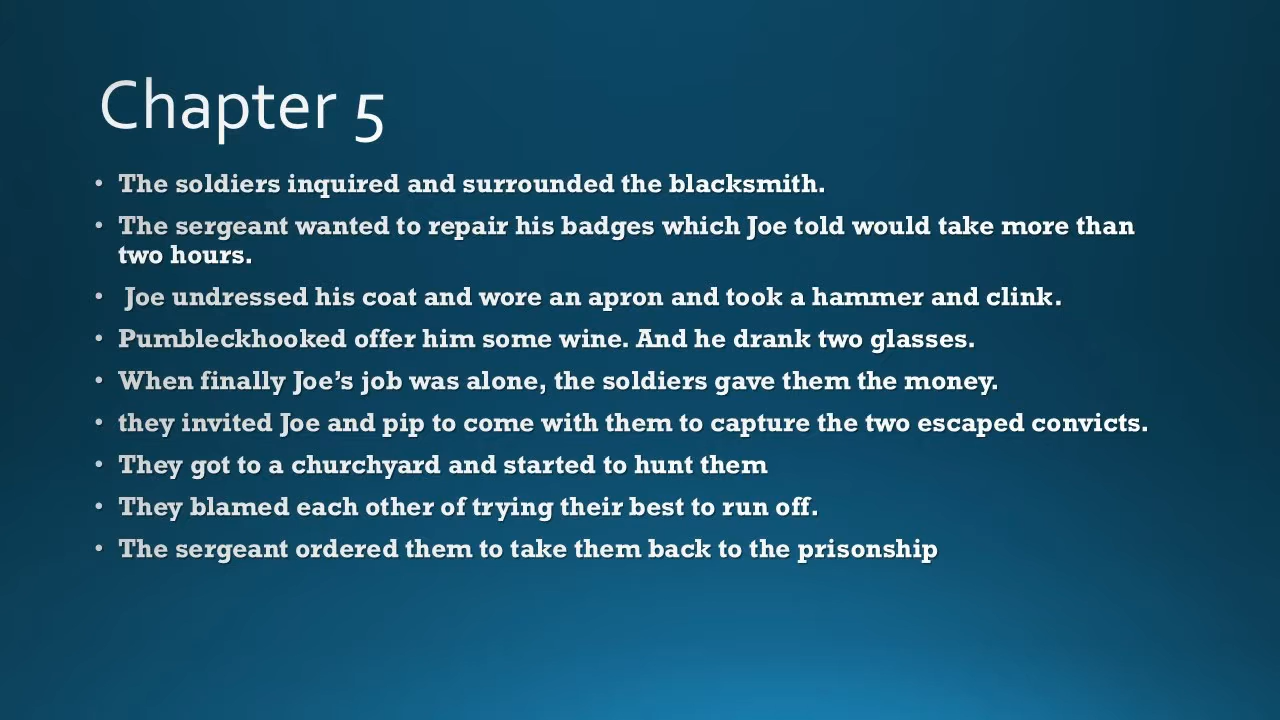 Chapter 5
• The soldiers inquired and surrounded the blacksmith.
• The sergeant wanted to repair his badges which Joe told would take more than
two hours.
• Joe undressed his coat and wore an apron and took a hammer and clink.
• Pumbleckhooked offer him some wine. And he drank two glasses.
• When finally Joe’s job was alone, the soldiers gave them the money.
• they invited Joe and pip to come with them to capture the two escaped convicts.
• They got to a churchyard and started to hunt them
• They blamed each other of trying their best to run off.
• The sergeant ordered them to take them back to the prisonship